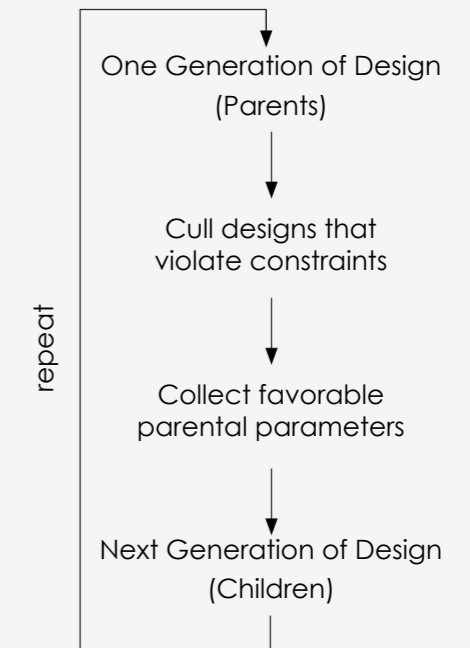 One Generation of Design
(Parents)
Cull designs that
violate constraints
repeat
Collect favorable
parental parameters
Next Generation of Design
(Children)